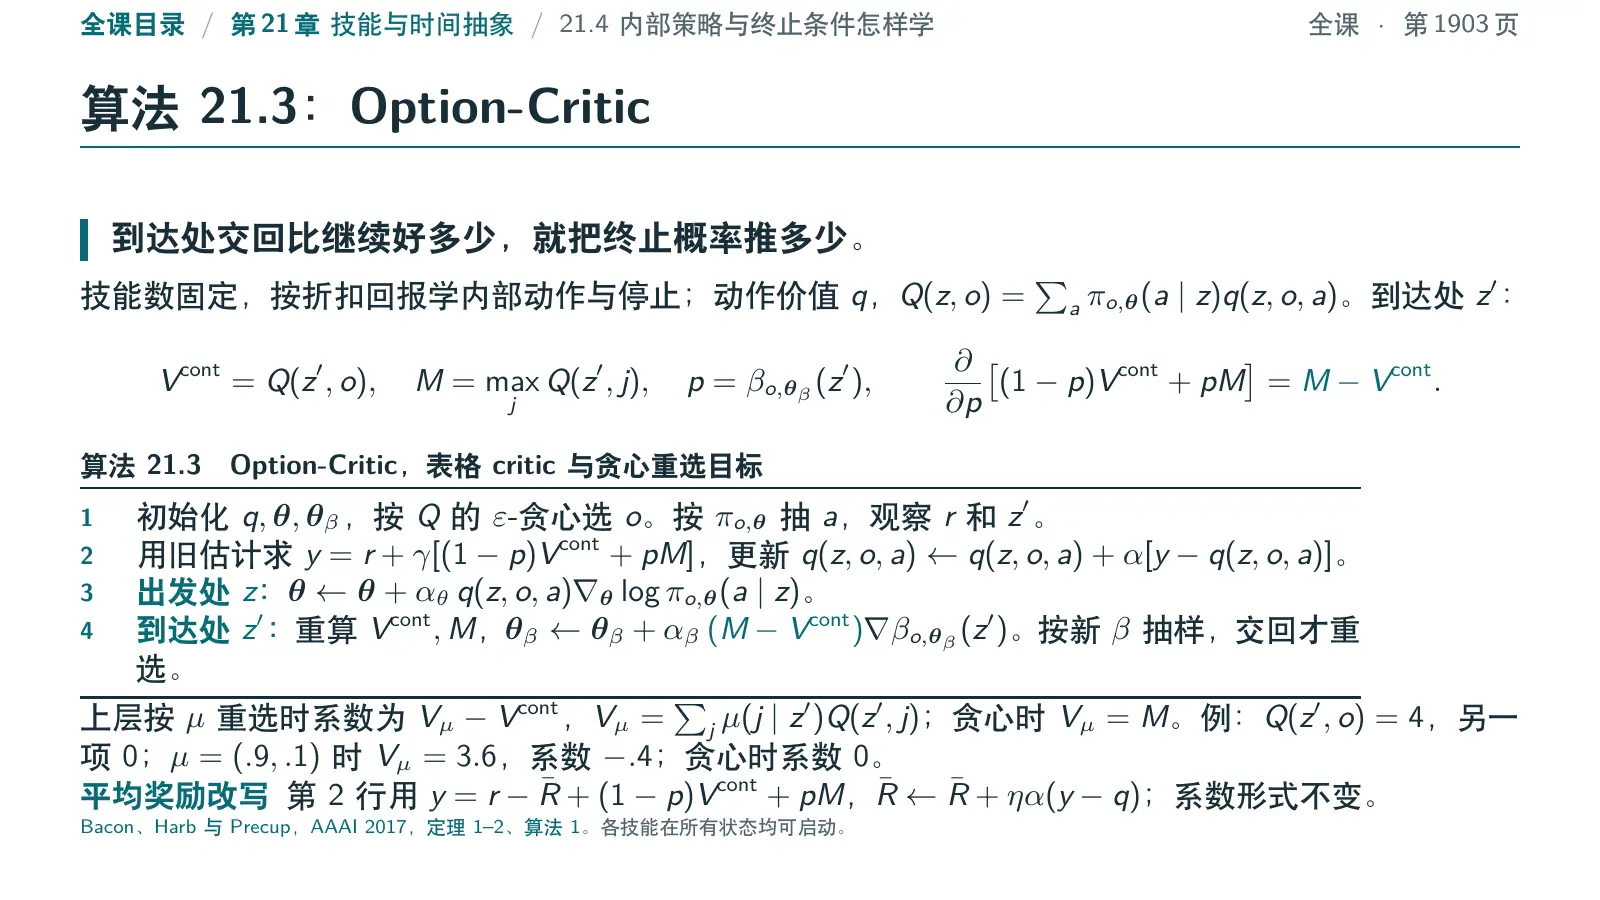 全课目录 / 第 21 章 技能与时间抽象 / 21.4 内部策略与终止条件怎样学
全课 · 第 1903 页
算法 21.3：Option-Critic
到达处交回比继续好多少，就把终止概率推多少。
技能数固定，按折扣回报学内部动作与停止；动作价值 q，Q(z, o) = ∑ₐ π_{o,θ}(a | z)q(z, o, a)。到达处 z′：
V^{cont} = Q(z′, o), M = max_j Q(z′, j), p = β_{o,θ_β}(z′), ∂/∂p [(1 − p)V^{cont} + pM] = M − V^{cont}.
算法 21.3 Option-Critic，表格 critic 与贪心重选目标
1 初始化 q, θ, θ_β，按 Q 的 ε-贪心选 o。按 π_{o,θ} 抽 a，观察 r 和 z′。
2 用旧估计求 y = r + γ[(1 − p)V^{cont} + pM]，更新 q(z, o, a) ← q(z, o, a) + α[y − q(z, o, a)]。
3 出发处 z：θ ← θ + α_θ q(z, o, a)∇_θ log π_{o,θ}(a | z)。
4 到达处 z′：重算 V^{cont}, M，θ_β ← θ_β + α_β (M − V^{cont})∇β_{o,θ_β}(z′)。按新 β 抽样，交回才重
选。
上层按 μ 重选时系数为 V_μ − V^{cont}，V_μ = ∑_j μ(j | z′)Q(z′, j)；贪心时 V_μ = M。例：Q(z′, o) = 4，另一
项 0；μ = (.9, .1) 时 V_μ = 3.6，系数 −.4；贪心时系数 0。
平均奖励改写 第 2 行用 y = r − R̄ + (1 − p)V^{cont} + pM，R̄ ← R̄ + ηα(y − q)；系数形式不变。
Bacon、Harb 与 Precup，AAAI 2017，定理 1–2、算法 1。各技能在所有状态均可启动。